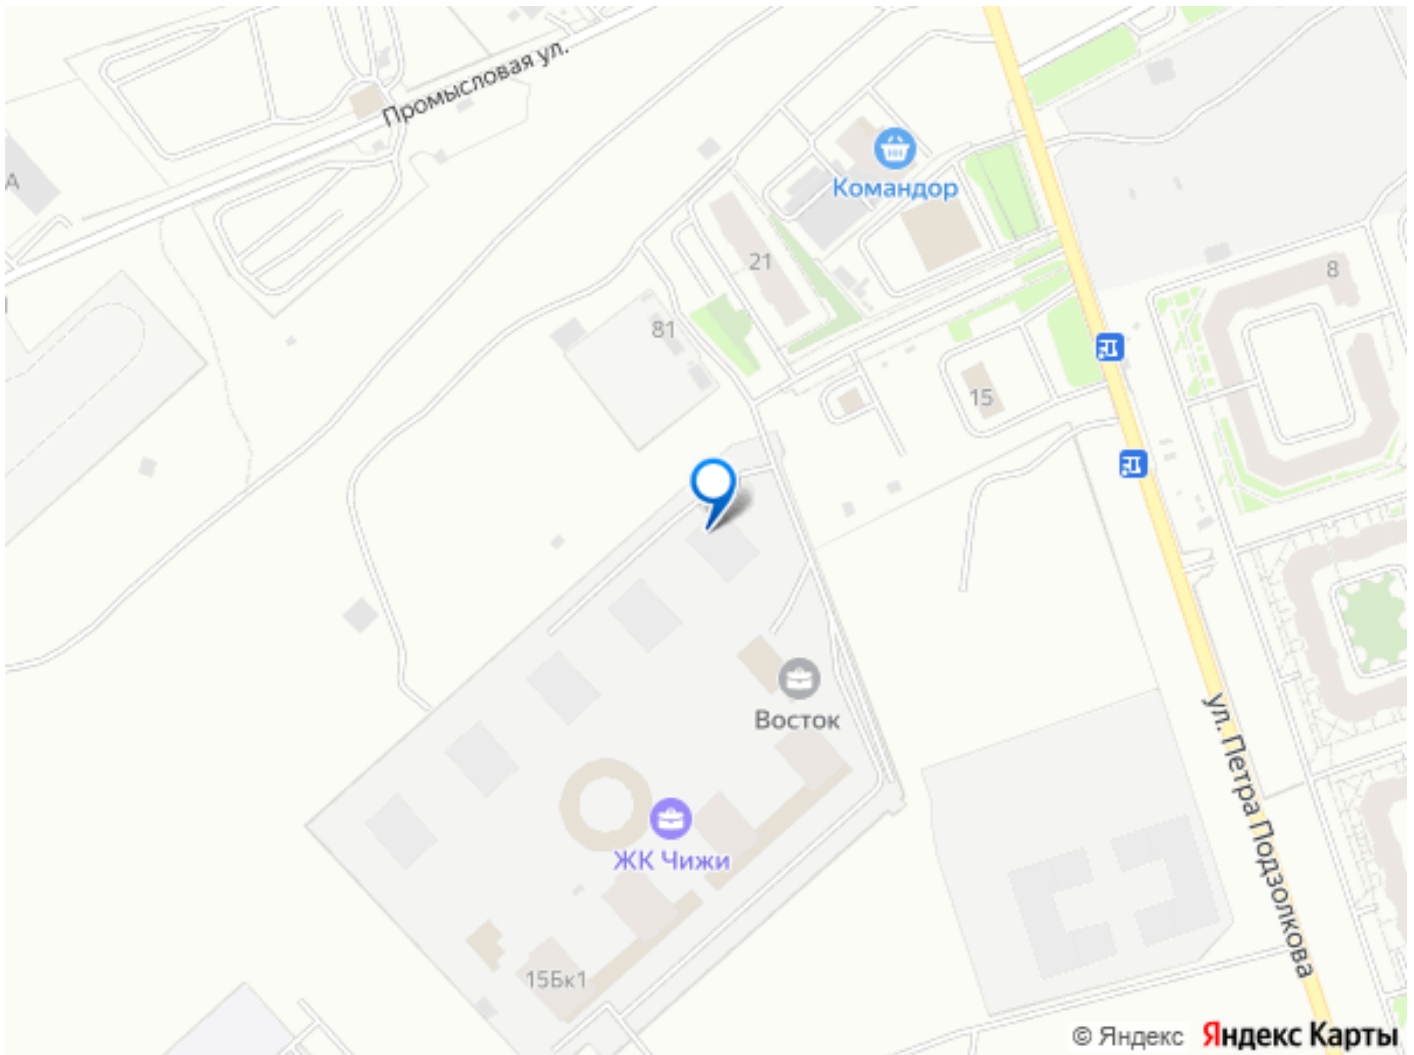 Промысловая ул.
А
Командор
21
8
81
15
Восток
ул. Петра Подзолкова
ЖК Чижи
15Бк1
© Яндекс Яндекс Карты